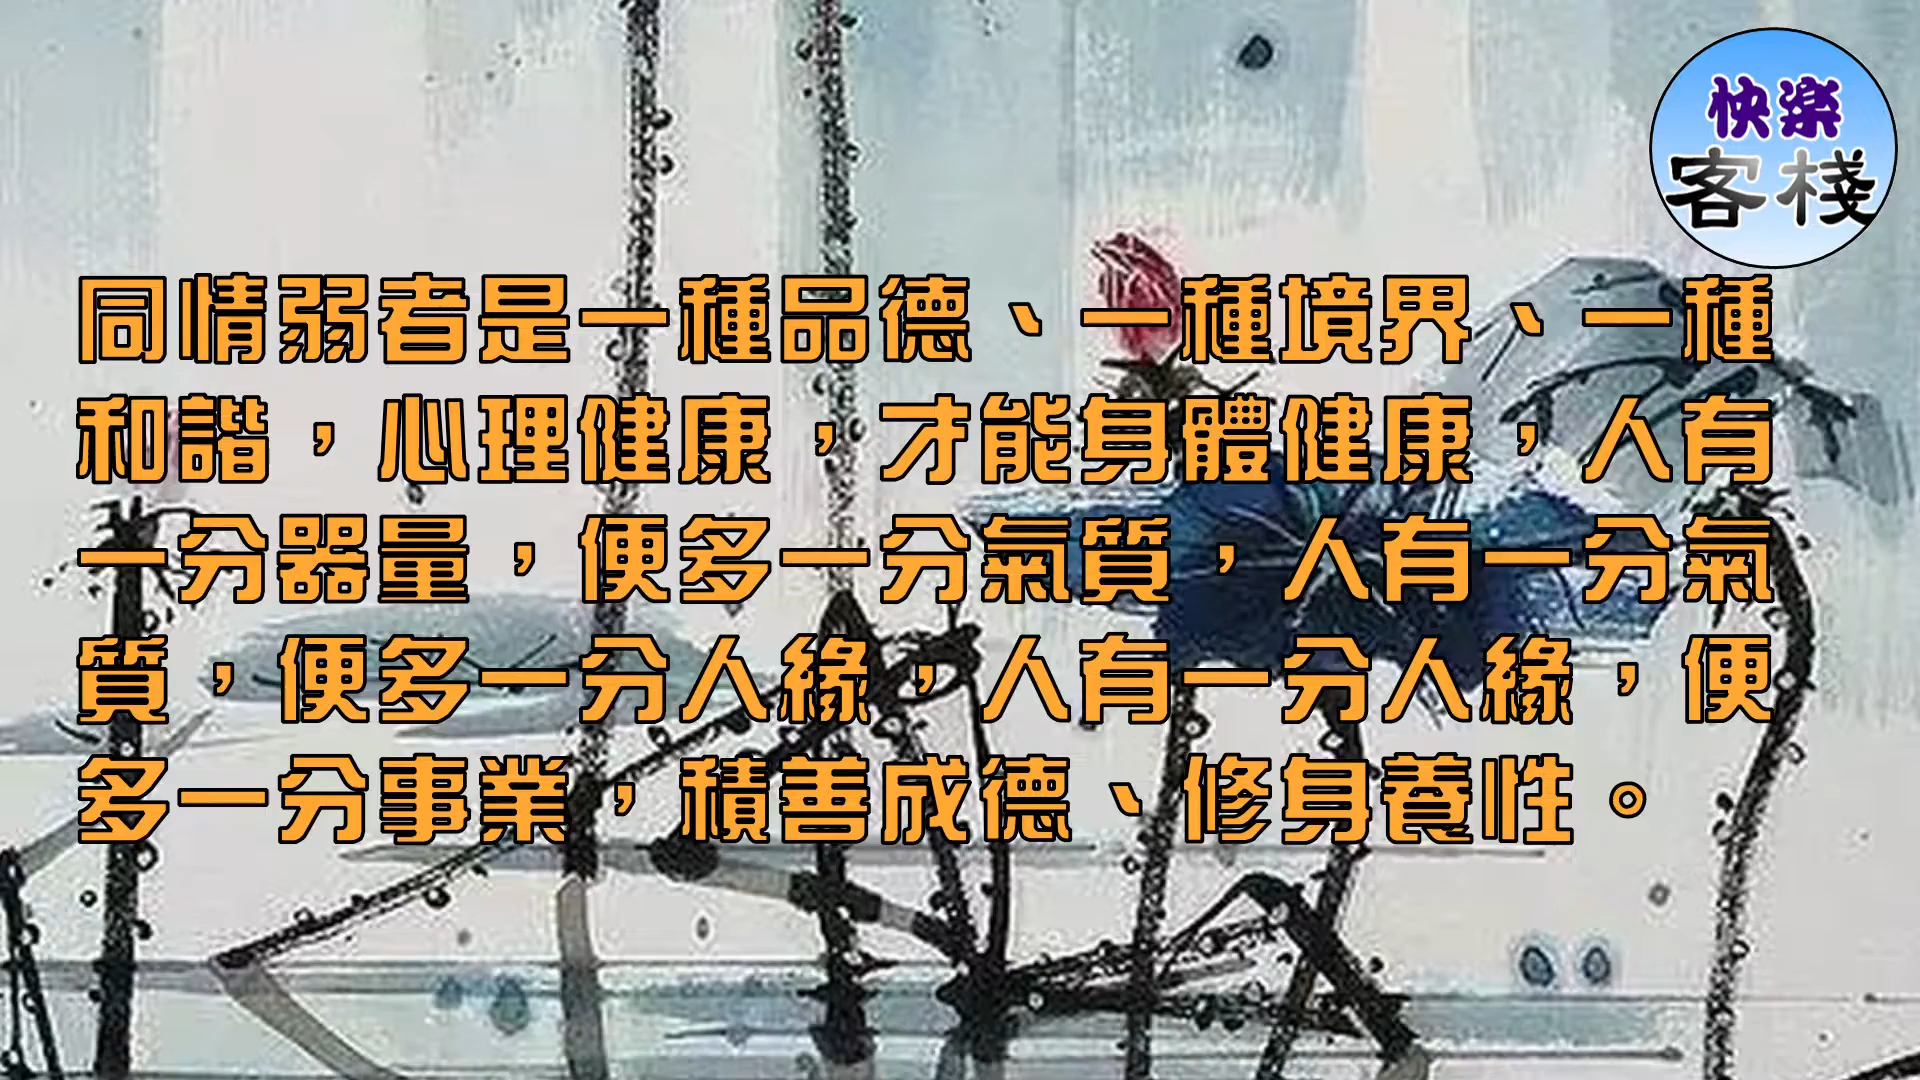 快楽
客棧
同情弱者是一種品德、一種境界、一種
和諧，心理健康，才能身體健康，人有
一分器量，便多一分氣質，人有一分氣
質，便多一分人緣，人有一分人緣，便
多一分事業，積善成德、修身養性。